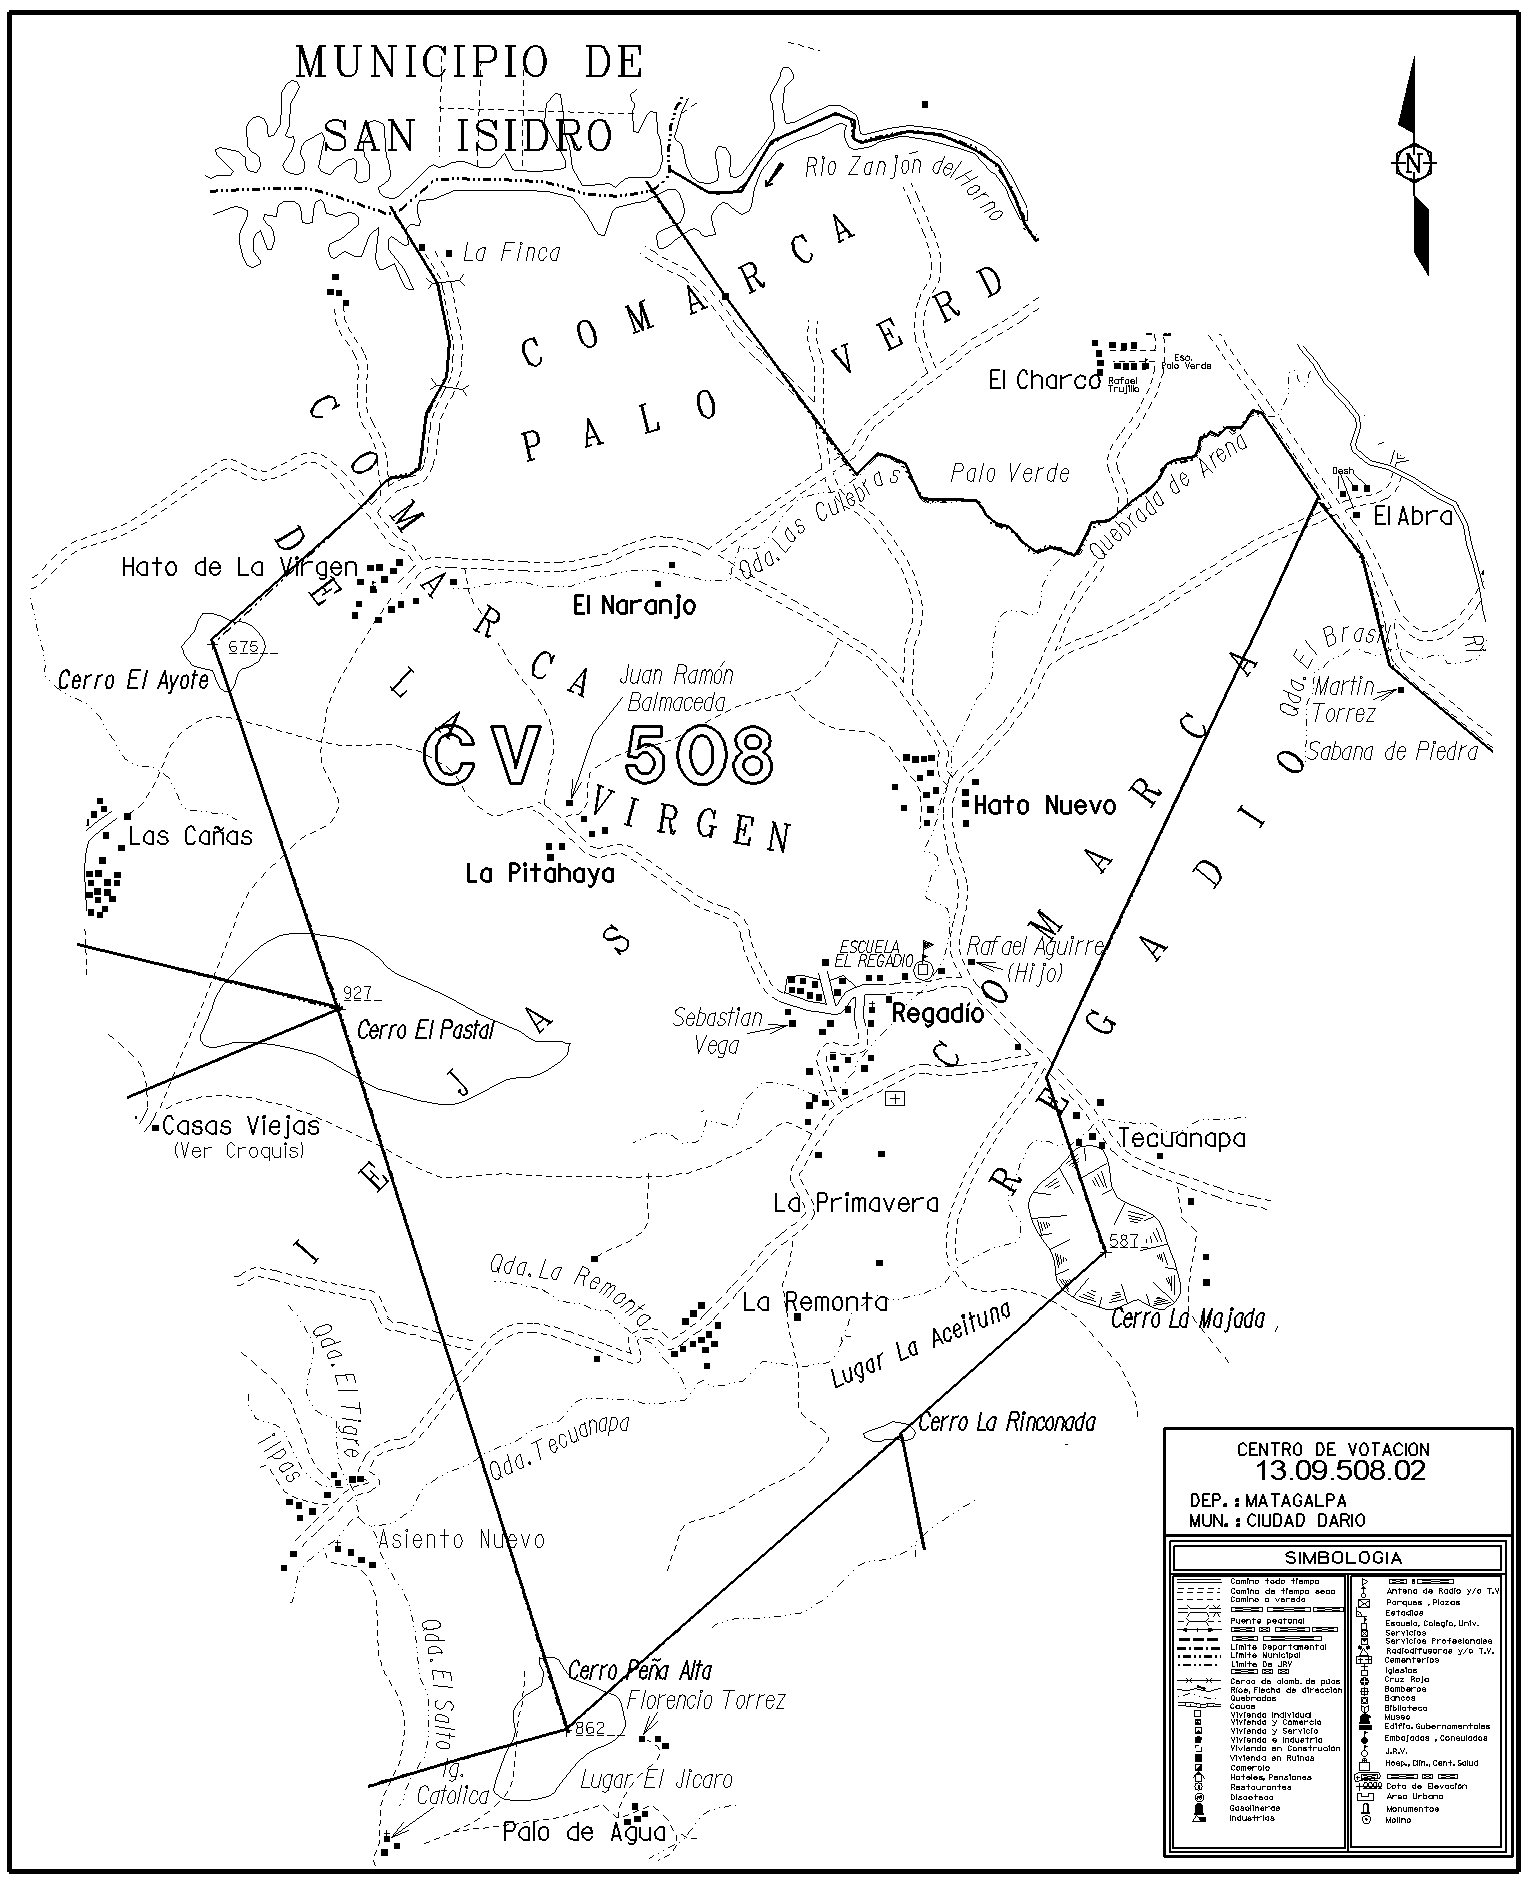 MUNICIPIO DE
SAN ISIDRO
Rio Zanjón del Horno
N
La Finca
COMARCA
PALO VERD
El Charco
Rafael
Trujillo
Esc.
Palo Verde
COMARCA
DE LAS VIEJAS
Palo Verde
Quebrada de Arena
Qda. Las Culebras
El Abra
Hato de La Virgen
El Naranjo
675
Cerro El Ayote
Juan Ramón
Balmaceda
CV 508
VIRGEN
Qda. El Brasil
Martin
Torrez
Sabana de Piedra
COMARCA
REGADIO
Hato Nuevo
Las Cañas
La Pitahaya
ESCUELA
EL REGADIO
Rafael Aguirre
(Hijo)
927
Cerro El Pastal
Regadío
Sebastian
Vega
Casas Viejas
(Ver Croquis)
Tecuanapa
La Primavera
587
Qda. La Remonta
La Remonta
Cerro La Majada
Lugar La Aceituna
Qda. El Tigre
Tipas
Qda. Tecuanapa
Cerro La Rinconada
Asiento Nuevo
Qda. El Salto
Cerro Peña Alta
Florencio Torrez
862
Ig.
Catolica
Lugar El Jicaro
Palo de Agua
CENTRO DE VOTACION
13.09.508.02
DEP. : MATAGALPA
MUN. : CIUDAD DARIO
SIMBOLOGIA
Camino todo tiempo
Camino de tiempo seco
Camino o vereda
Puente peatonal
Limite Departamental
Limite Municipal
Limite De JRV
Cerca de alamb. de púas
Ríos, Flecha de dirección
Quebradas
Cauce
Vivienda Individual
Vivienda y Comercio
Vivienda y Servicio
Vivienda e Industria
Vivienda en Construcción
Vivienda en Ruinas
Comercio
Hoteles, Pensiones
Restaurantes
Discoteca
Gasolineras
Industrias
Antena de Radio y/o T.V
Parques , Plazas
Estadios
Escuela, Colegio, Univ.
Servicios
Servicios Profesionales
Radiodifusoras y/o T.V.
Cementerios
Iglesias
Cruz Roja
Bomberos
Bancos
Biblioteca
Museo
Edific. Gubernamentales
Embajadas , Consulados
J.R.V.
Hosp., Clin., Cent. Salud
Cota de Elevación
Area Urbana
Monumentos
Molino